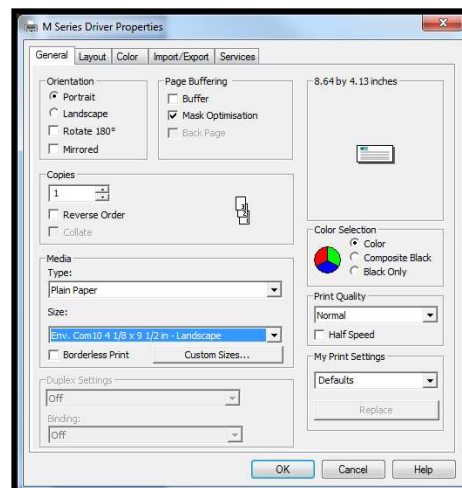 M Series Driver Properties
General Layout Color Import/Export Services
Orientation
Portrait
Landscape
Rotate 180°
Mirrored
Page Buffering
Buffer
Mask Optimisation
Back Page
8.64 by 4.13 inches
Copies
1
Reverse Order
Collate
Color Selection
Color
Composite Black
Black Only
Media
Type:
Plain Paper
Size:
Env. Com10 4 1/8 x 9 1/2 in - Landscape
Borderless Print
Custom Sizes...
Print Quality
Normal
Half Speed
Duplex Settings
Off
Binding:
Off
My Print Settings
Defaults
Replace
OK Cancel Help